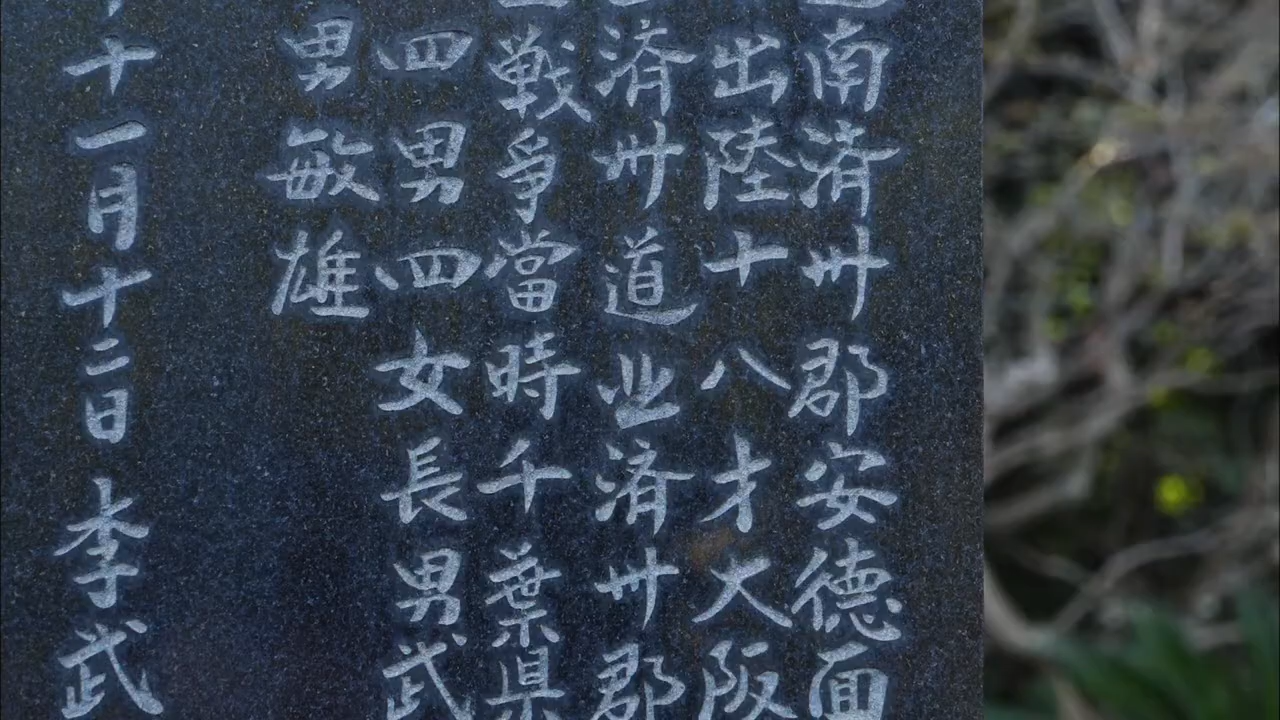 南済州郡安徳面
出陸十八才大阪
済州道北済州郡
戦爭當時千葉県
四男四女長男武
男敏雄
十一月十二日李武